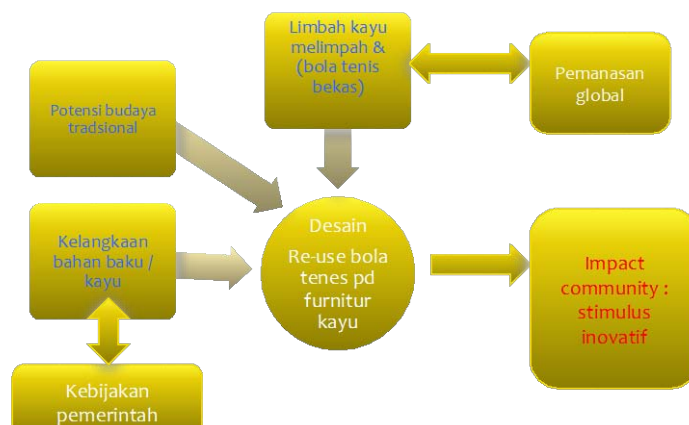 Limbah kayu
melimpah &
(bola tenis
bekas)
Pemanasan
global
Potensi budaya
tradsional
Kelangkaan
bahan baku /
kayu
Desain
Re-use bola
tenes pd
furnitur
kayu
Impact
community :
stimulus
inovatif
Kebijakan
pemerintah